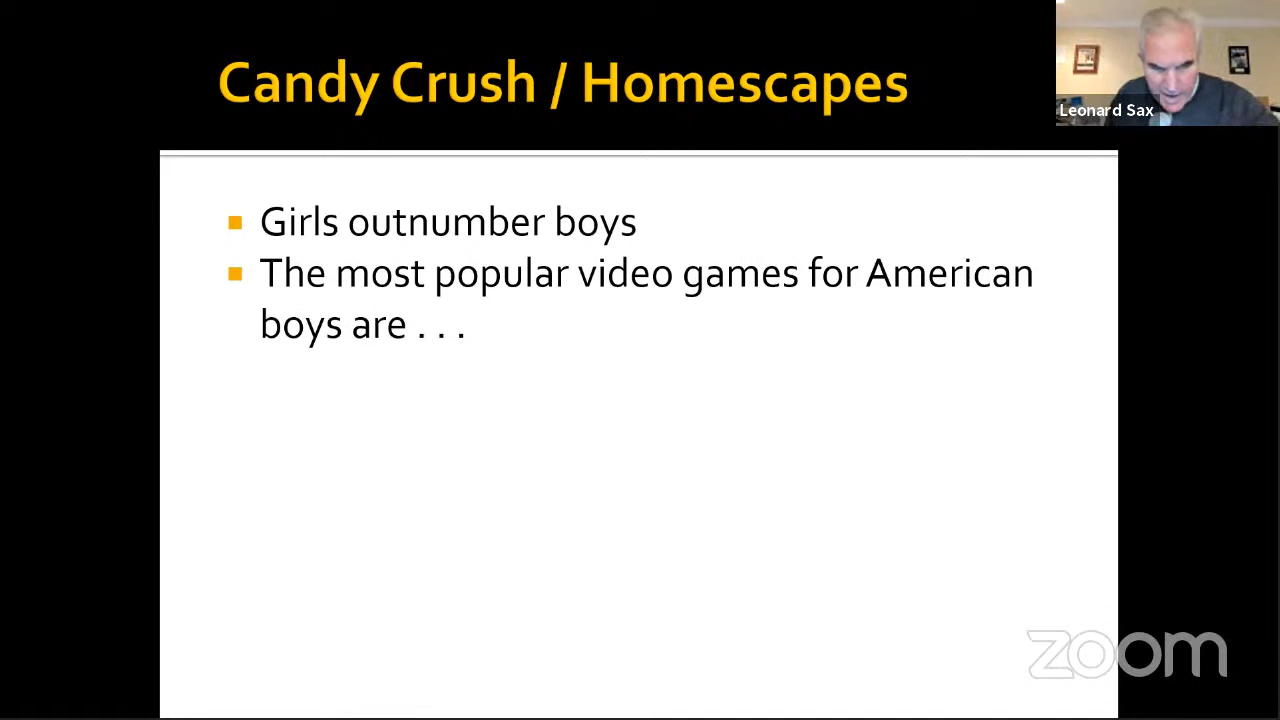 Candy Crush / Homescapes
Leonard Sax
Girls outnumber boys
The most popular video games for American
boys are . . .
zoom